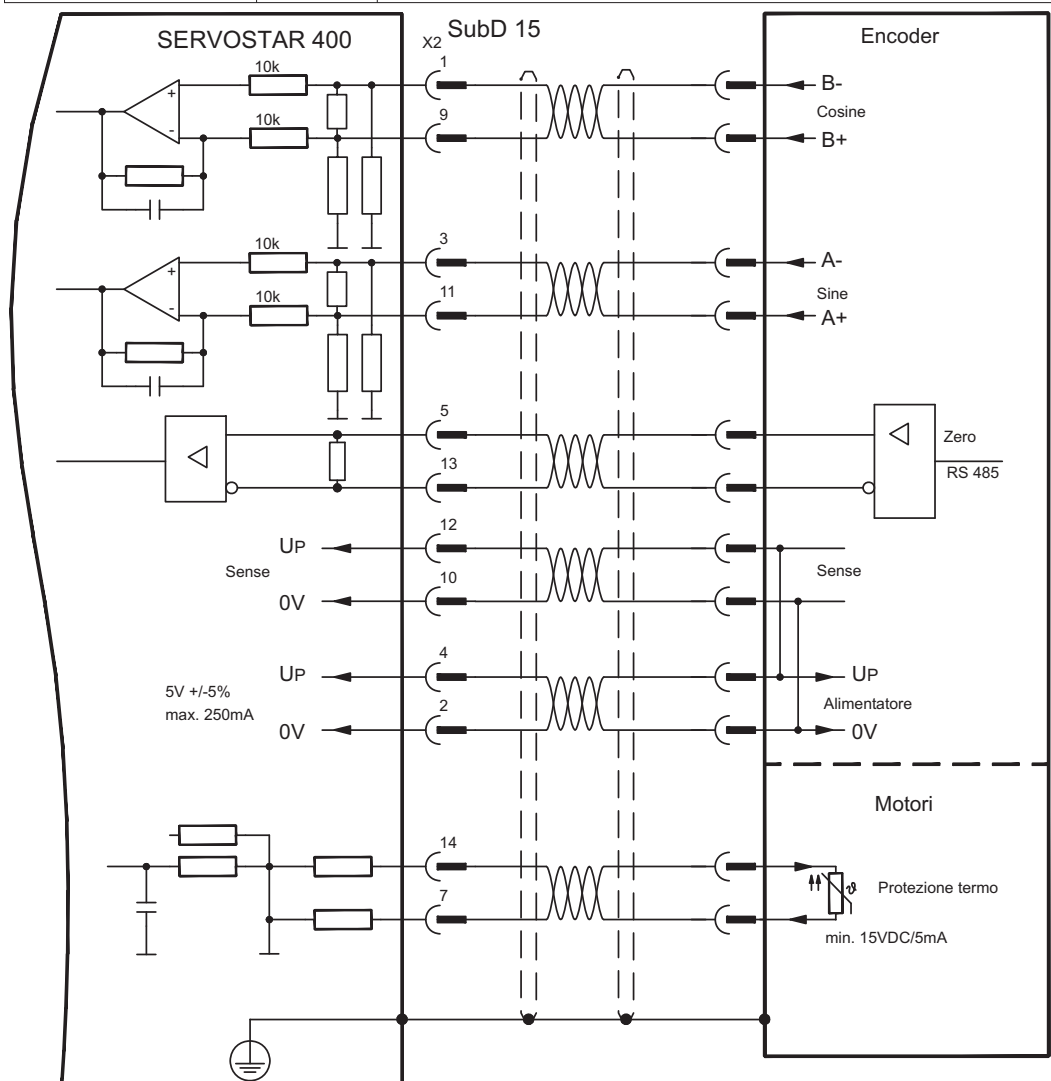 SERVOSTAR 400
X2
SubD 15
Encoder
10k
1
B-
Cosine
10k
9
B+
+
-
10k
3
A-
Sine
10k
11
A+
+
-
5
Zero
13
RS 485
12
UP
Sense
Sense
10
0V
4
UP
UP
5V +/-5%
max. 250mA
Alimentatore
2
0V
0V
Motori
14
7
ϑ
Protezione termo
min. 15VDC/5mA